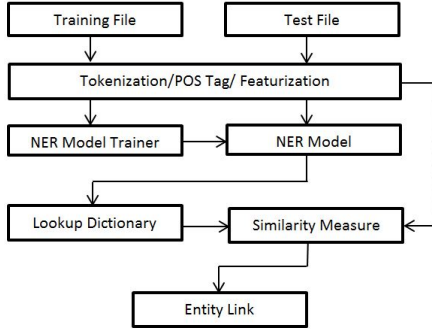 Training File
Test File
Tokenization/POS Tag/ Featurization
NER Model Trainer
NER Model
Lookup Dictionary
Similarity Measure
Entity Link